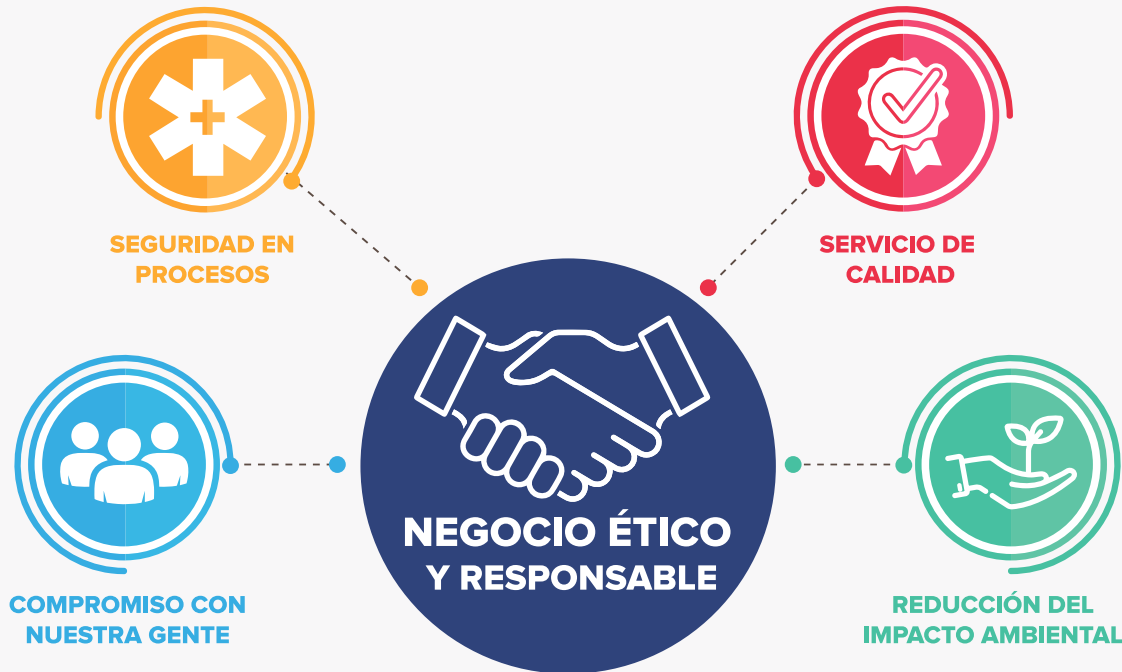 SEGURIDAD EN
PROCESOS
SERVICIO DE
CALIDAD
NEGOCIO ÉTICO
Y RESPONSABLE
COMPROMISO CON
NUESTRA GENTE
REDUCCIÓN DEL
IMPACTO AMBIENTAL